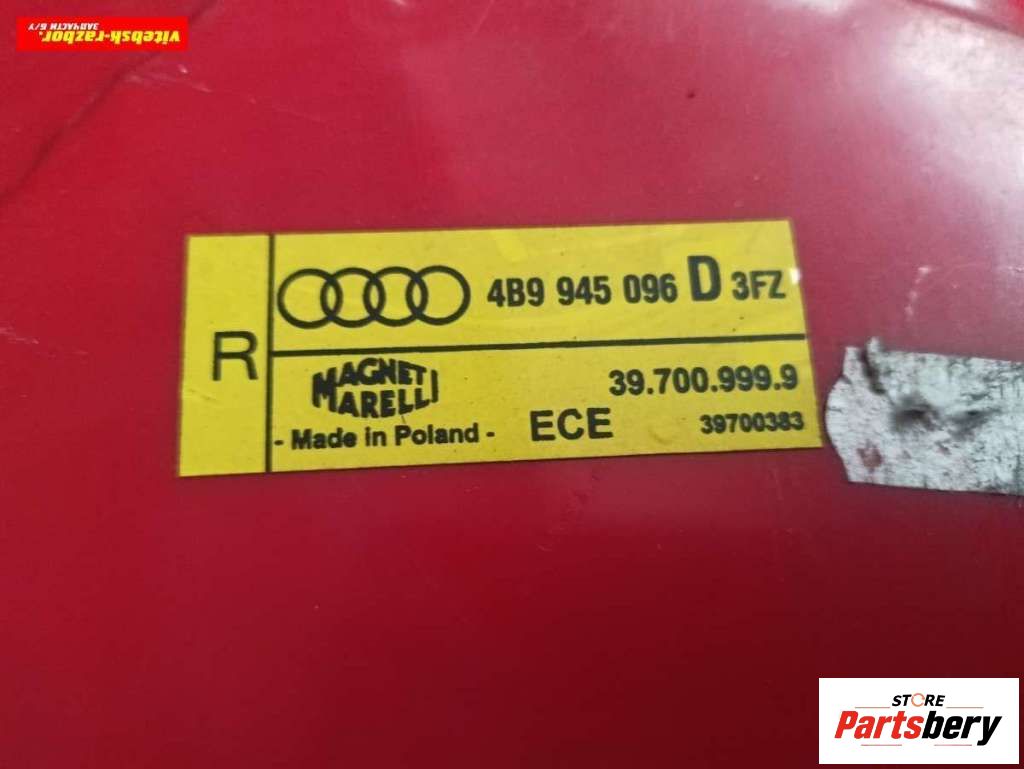 vitebsk-razbor.
ЗАПЧАСТИ Б/У
R
4B9 945 096 D 3FZ
MAGNETI MARELLI
39.700.999.9
- Made in Poland -
ECE
39700383
STORE
Partsbery